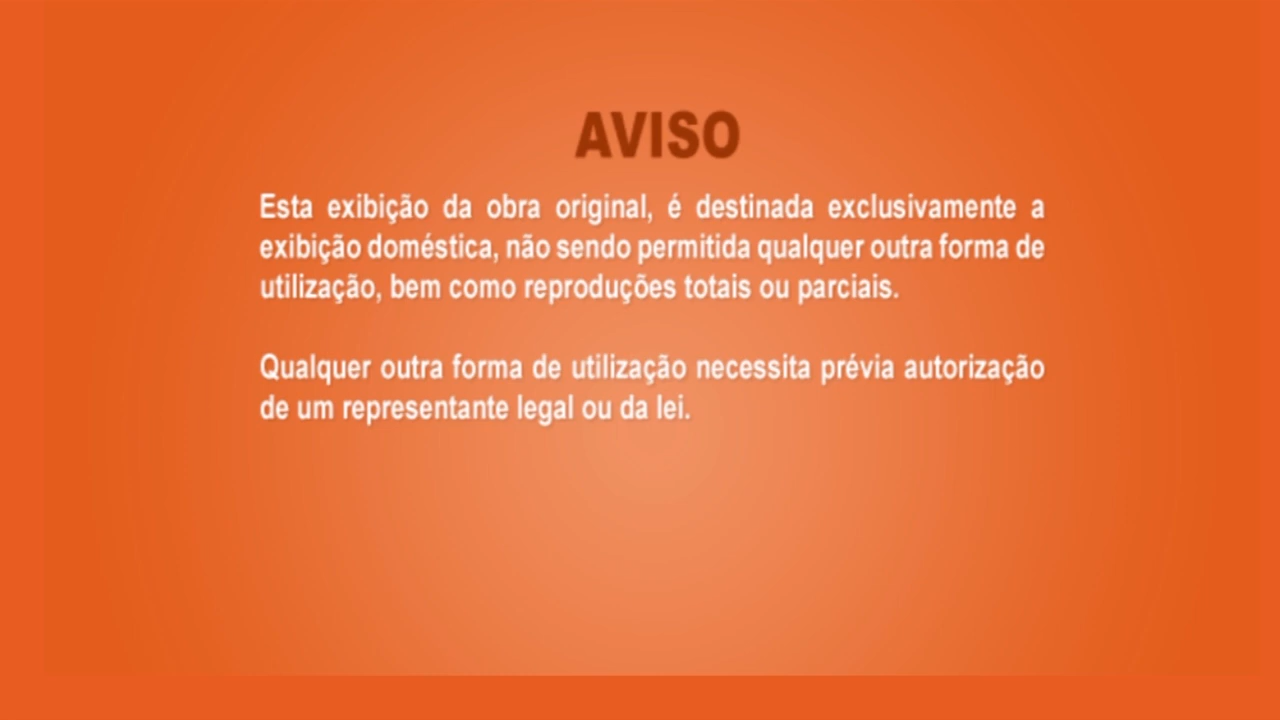 AVISO
Esta exibição da obra original, é destinada exclusivamente a
exibição doméstica, não sendo permitida qualquer outra forma de
utilização, bem como reproduções totais ou parciais.
Qualquer outra forma de utilização necessita prévia autorização
de um representante legal ou da lei.